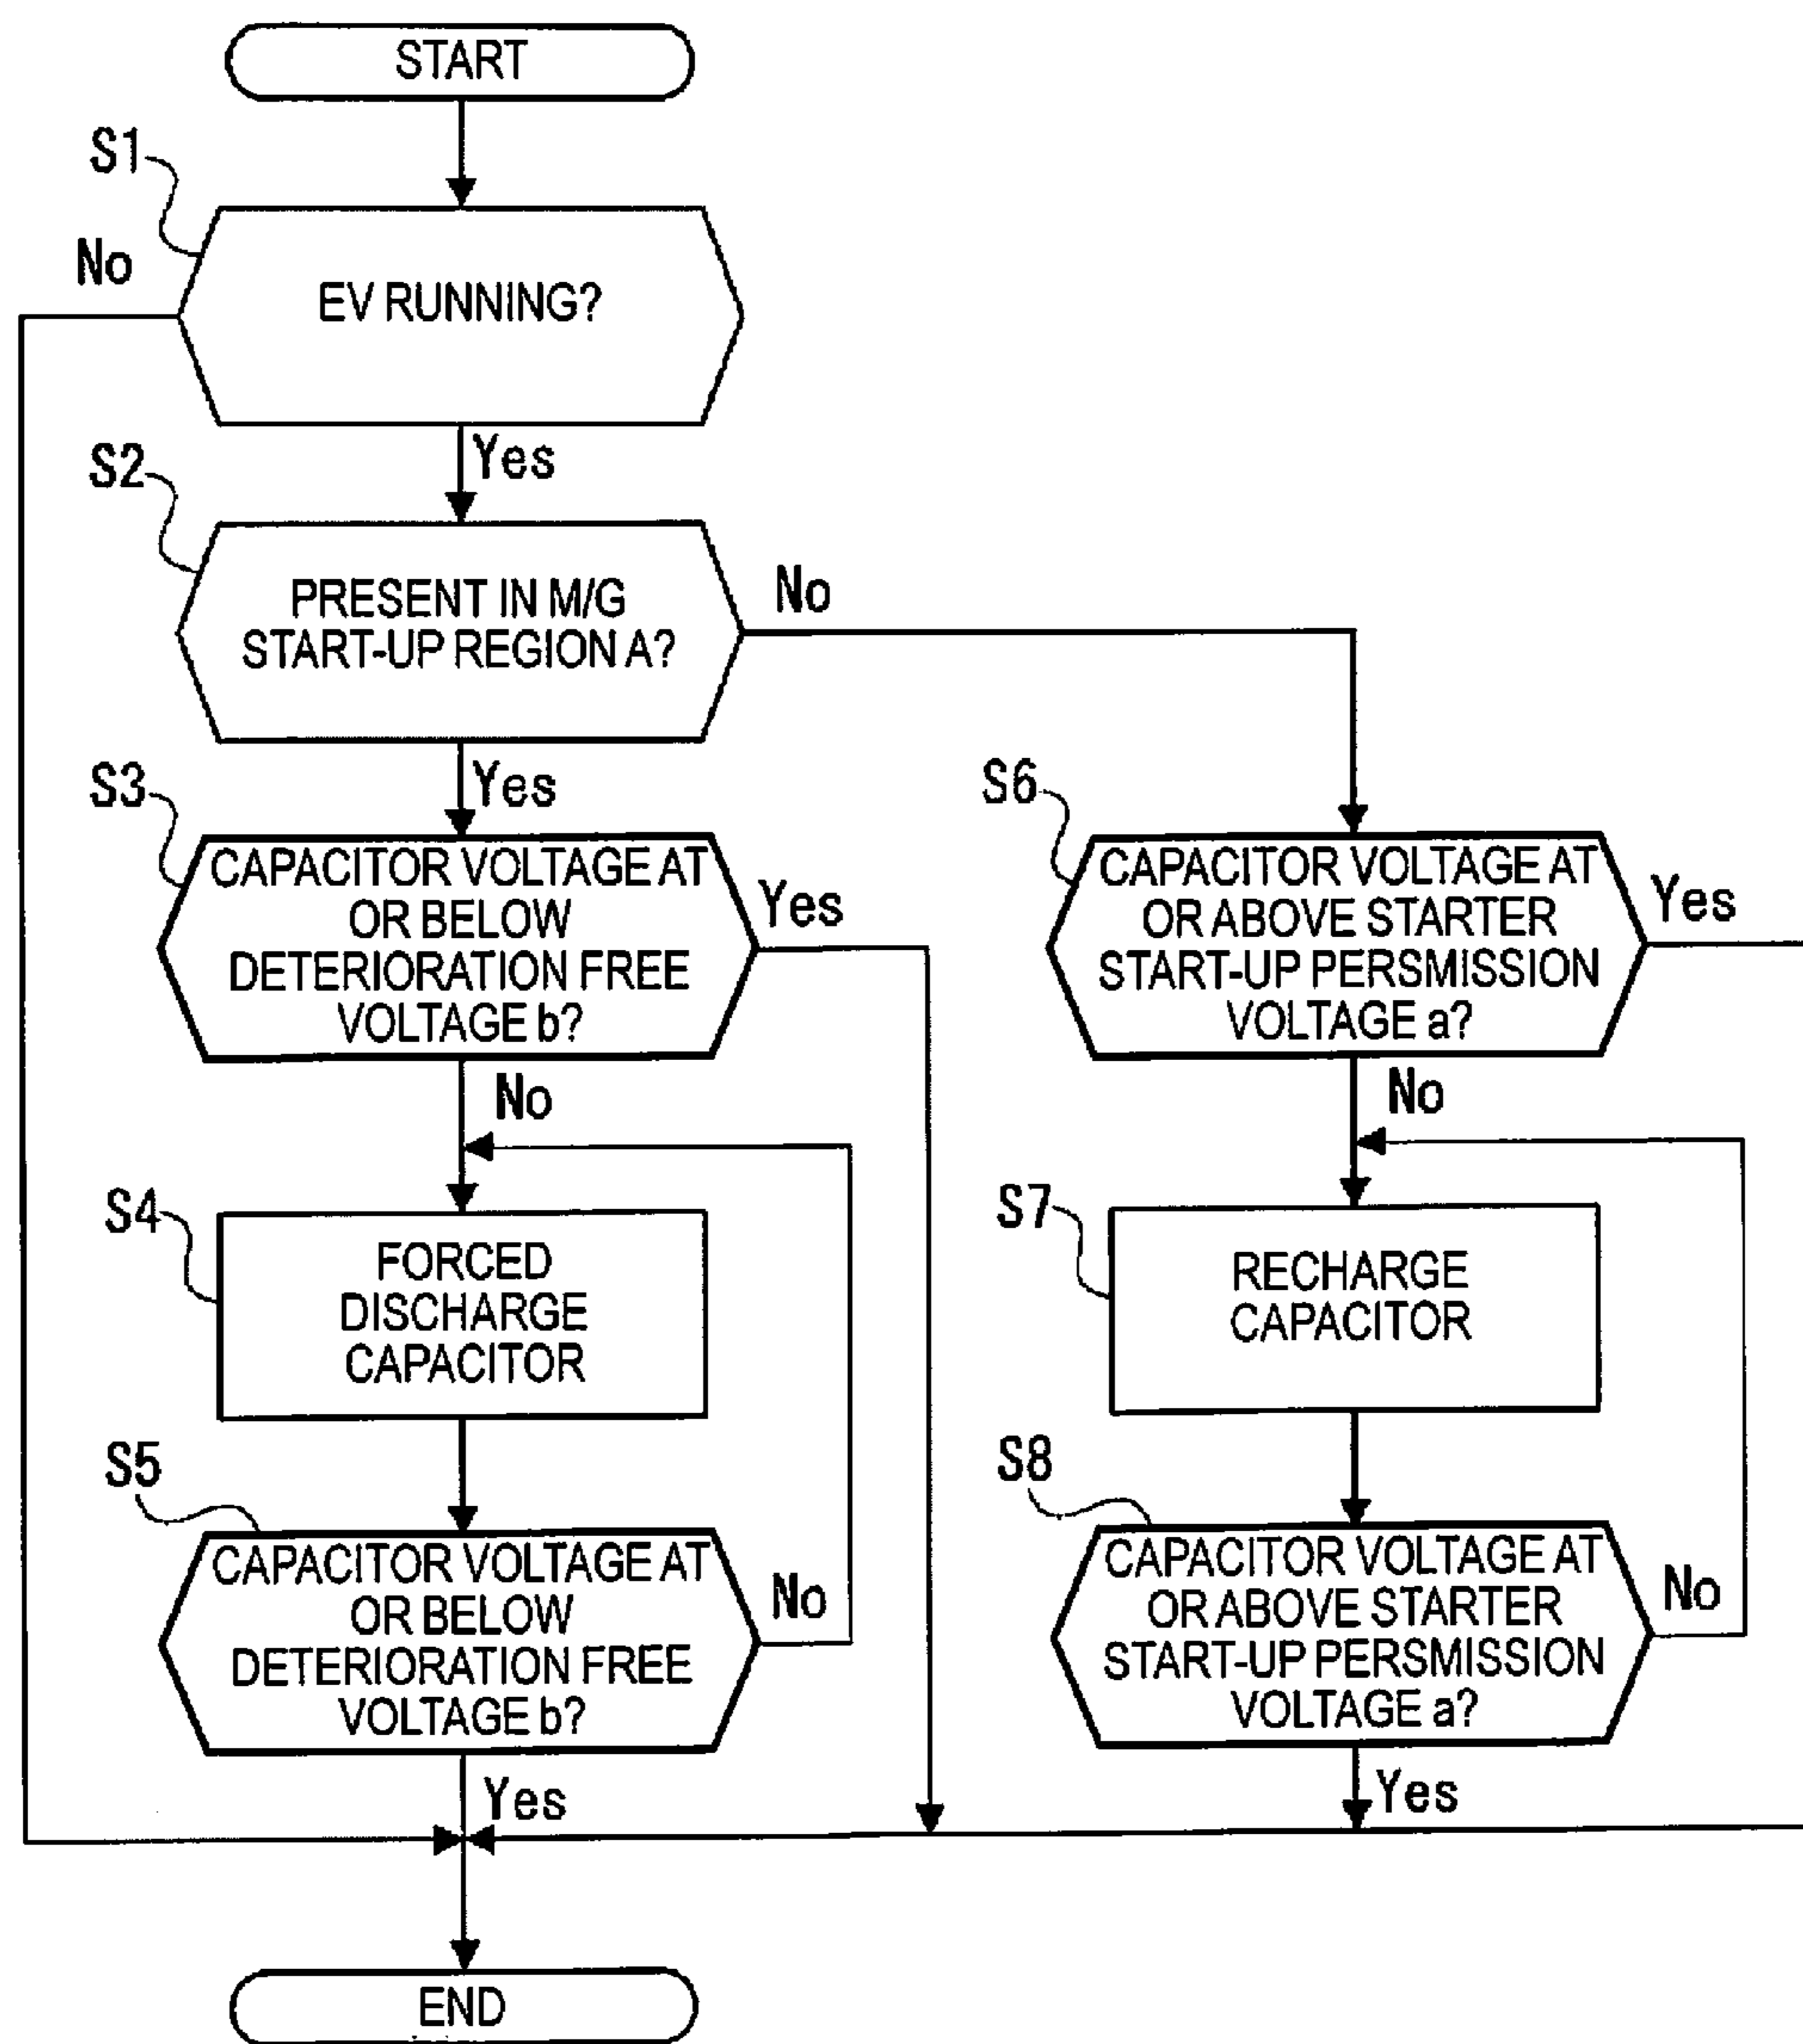 START
S1
No
EV RUNNING?
Yes
S2
PRESENT IN M/G
START-UP REGION A?
No
Yes
S3
CAPACITOR VOLTAGE AT
OR BELOW
DETERIORATION FREE
VOLTAGE b?
Yes
No
S4
FORCED
DISCHARGE
CAPACITOR
S5
CAPACITOR VOLTAGE AT
OR BELOW
DETERIORATION FREE
VOLTAGE b?
No
Yes
S6
CAPACITOR VOLTAGE AT
OR ABOVE STARTER
START-UP PERSMISSION
VOLTAGE a?
Yes
No
S7
RECHARGE
CAPACITOR
S8
CAPACITOR VOLTAGE AT
OR ABOVE STARTER
START-UP PERSMISSION
VOLTAGE a?
No
Yes
END